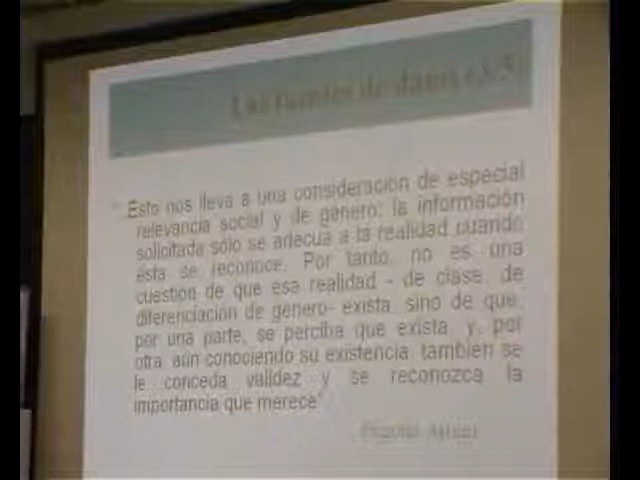 Las fuentes de datos
"Esto nos lleva a una consideración de especial
relevancia social y de género: la información
solicitada sólo se adecua a la realidad cuando
ésta se reconoce. Por tanto, no es una
cuestión de que esa realidad - de clase, de
diferenciación de género- exista, sino de que,
por una parte, se perciba que exista, y, por
otra, aún conociendo su existencia, también se
le conceda validez y se reconozca la
importancia que merece"